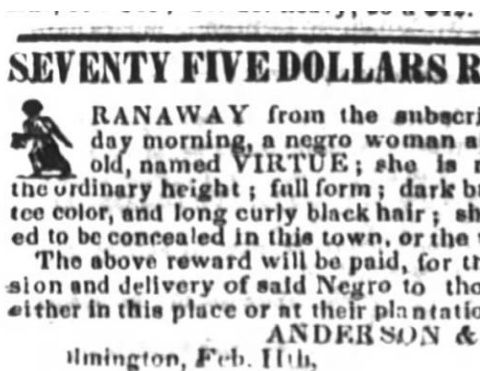 SEVENTY FIVE DOLLARS R
RANAWAY from the subscri
day morning, a negro woman a
old, named VIRTUE; she is
the ordinary height; full form; dark b
tee color, and long curly black hair; sh
ed to be concealed in this town, or the
The above reward will be paid, for th
sion and delivery of said Negro to the
either in this place or at their plantatio
ANDERSON &
ilmington, Feb. 11th,